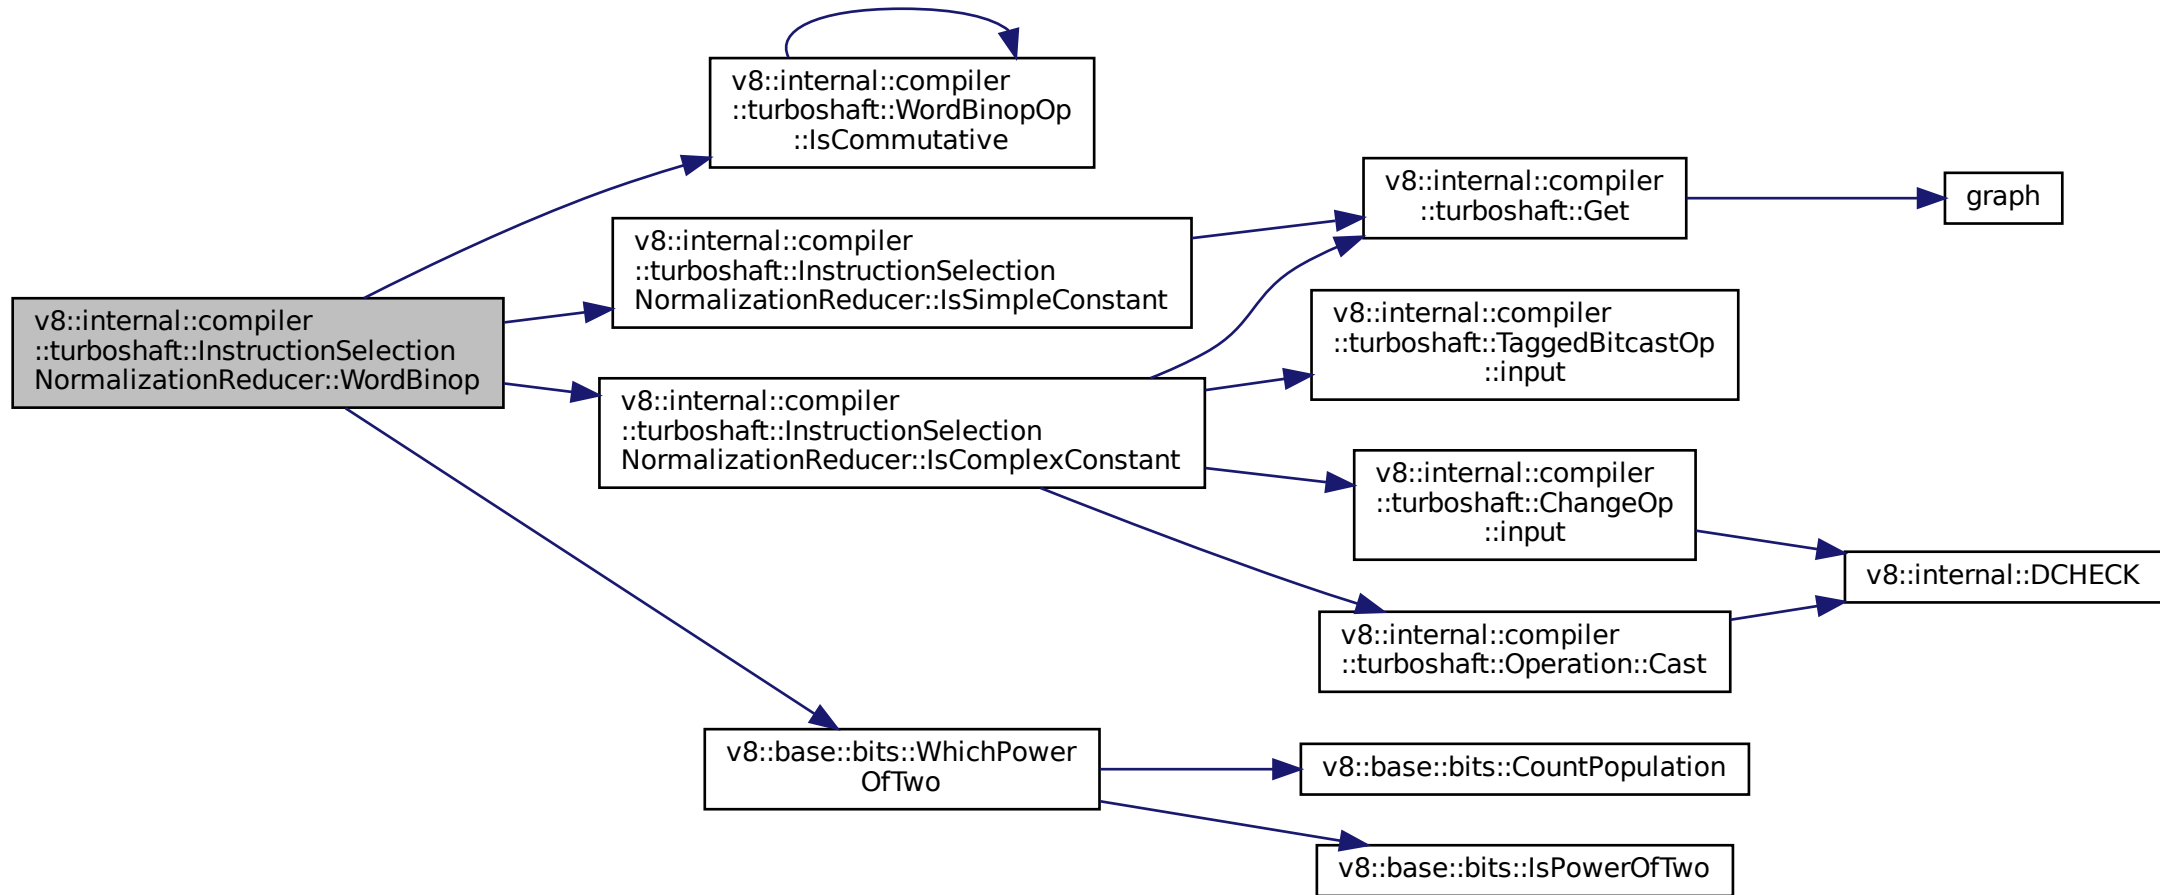 v8::internal::compiler
::turboshaft::WordBinopOp
::IsCommutative
v8::internal::compiler
::turboshaft::InstructionSelection
NormalizationReducer::WordBinop
v8::internal::compiler
::turboshaft::InstructionSelection
NormalizationReducer::IsSimpleConstant
v8::internal::compiler
::turboshaft::InstructionSelection
NormalizationReducer::IsComplexConstant
v8::base::bits::WhichPower
OfTwo
v8::internal::compiler
::turboshaft::Get
graph
v8::internal::compiler
::turboshaft::TaggedBitcastOp
::input
v8::internal::compiler
::turboshaft::ChangeOp
::input
v8::internal::compiler
::turboshaft::Operation::Cast
v8::internal::DCHECK
v8::base::bits::CountPopulation
v8::base::bits::IsPowerOfTwo